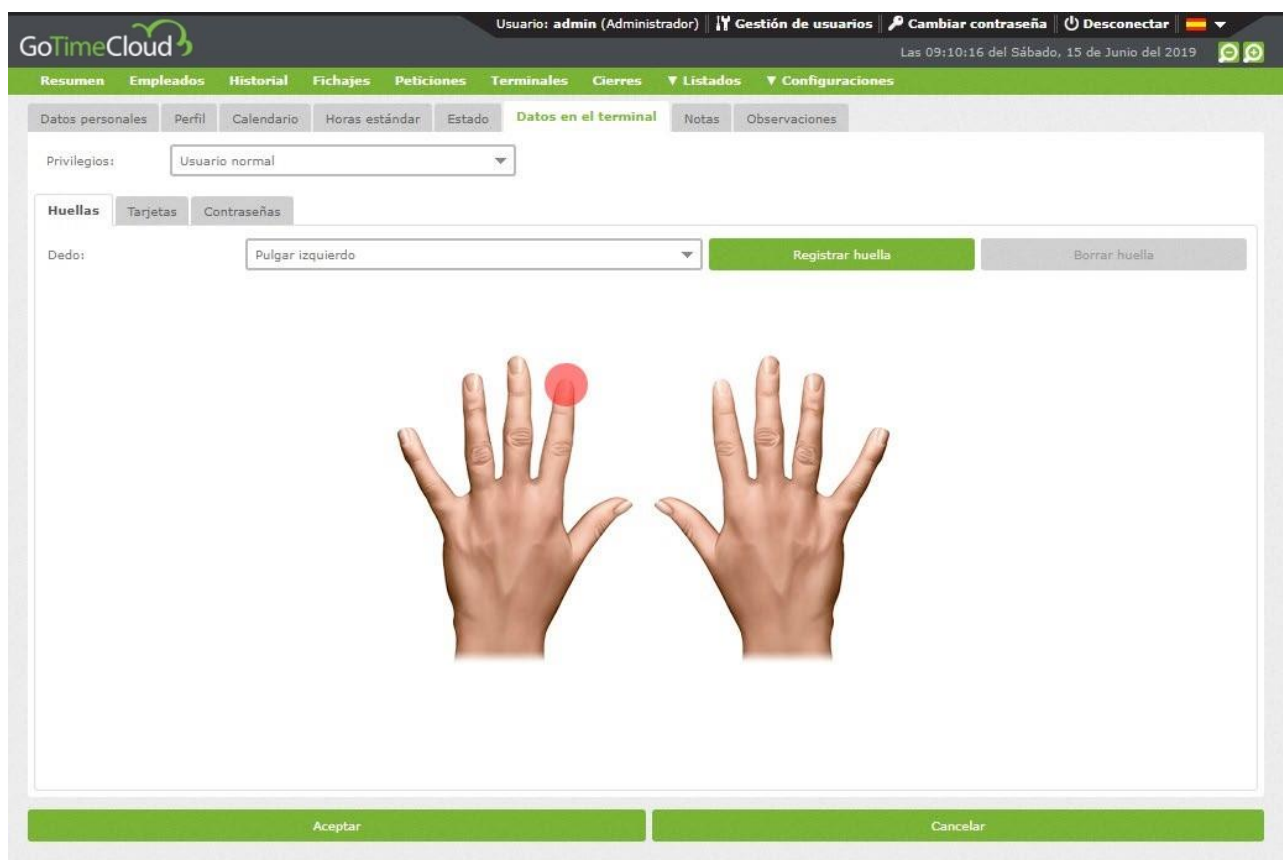 Usuario: admin (Administrador) Gestión de usuarios Cambiar contraseña Desconectar
GoTimeCloud
Las 09:10:16 del Sábado, 15 de Junio del 2019
Resumen Empleados Historial Fichajes Peticiones Terminales Cierres ▼ Listados ▼ Configuraciones
Datos personales Perfil Calendario Horas estándar Estado Datos en el terminal Notas Observaciones
Privilegios: Usuario normal
Huellas Tarjetas Contraseñas
Dedo: Pulgar izquierdo Registrar huella Borrar huella
Aceptar Cancelar